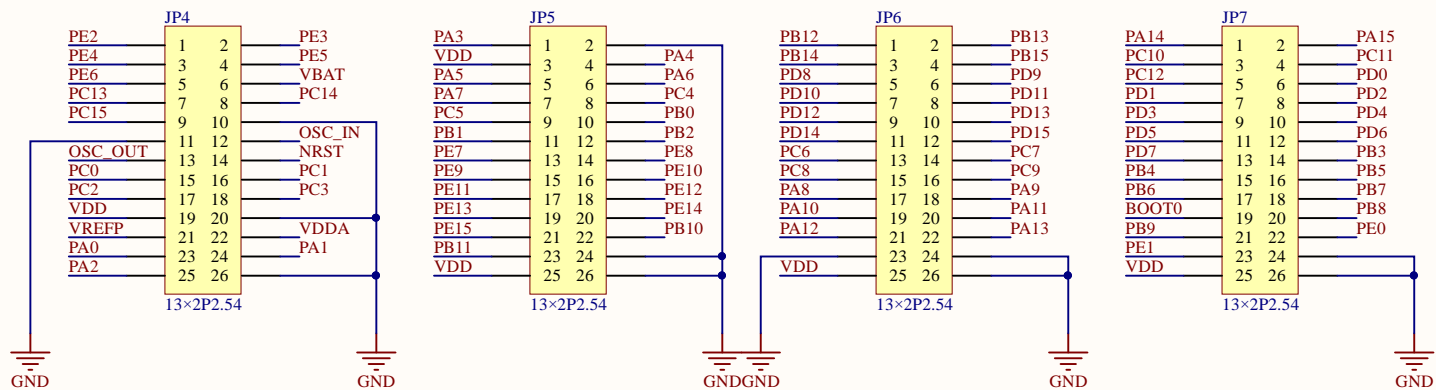 JP4 JP5 JP6 JP7
PE2 1 2 PE3 PA3 1 2 PB12 1 2 PB13 PA14 1 2 PA15
PE4 3 4 PE5 VDD 3 4 PA4 PB14 3 4 PB15 PC10 3 4 PC11
PE6 5 6 VBAT PA5 5 6 PA6 PD8 5 6 PD9 PC12 5 6 PD0
PC13 7 8 PC14 PA7 7 8 PC4 PD10 7 8 PD11 PD1 7 8 PD2
PC15 9 10 PC5 9 10 PB0 PD12 9 10 PD13 PD3 9 10 PD4
11 12 OSC_IN PB1 11 12 PB2 PD14 11 12 PD15 PD5 11 12 PD6
OSC_OUT 13 14 NRST PE7 13 14 PE8 PC6 13 14 PC7 PD7 13 14 PB3
PC0 15 16 PC1 PE9 15 16 PE10 PC8 15 16 PC9 PB4 15 16 PB5
PC2 17 18 PC3 PE11 17 18 PE12 PA8 17 18 PA9 PB6 17 18 PB7
VDD 19 20 PE13 19 20 PE14 PA10 19 20 PA11 BOOT0 19 20 PB8
VREFP 21 22 VDDA PE15 21 22 PB10 PA12 21 22 PA13 PB9 21 22 PE0
PA0 23 24 PA1 PB11 23 24 23 24 PE1 23 24
PA2 25 26 VDD 25 26 VDD 25 26 VDD 25 26
13×2P2.54 13×2P2.54 13×2P2.54 13×2P2.54
GND GND GND GND GND GND